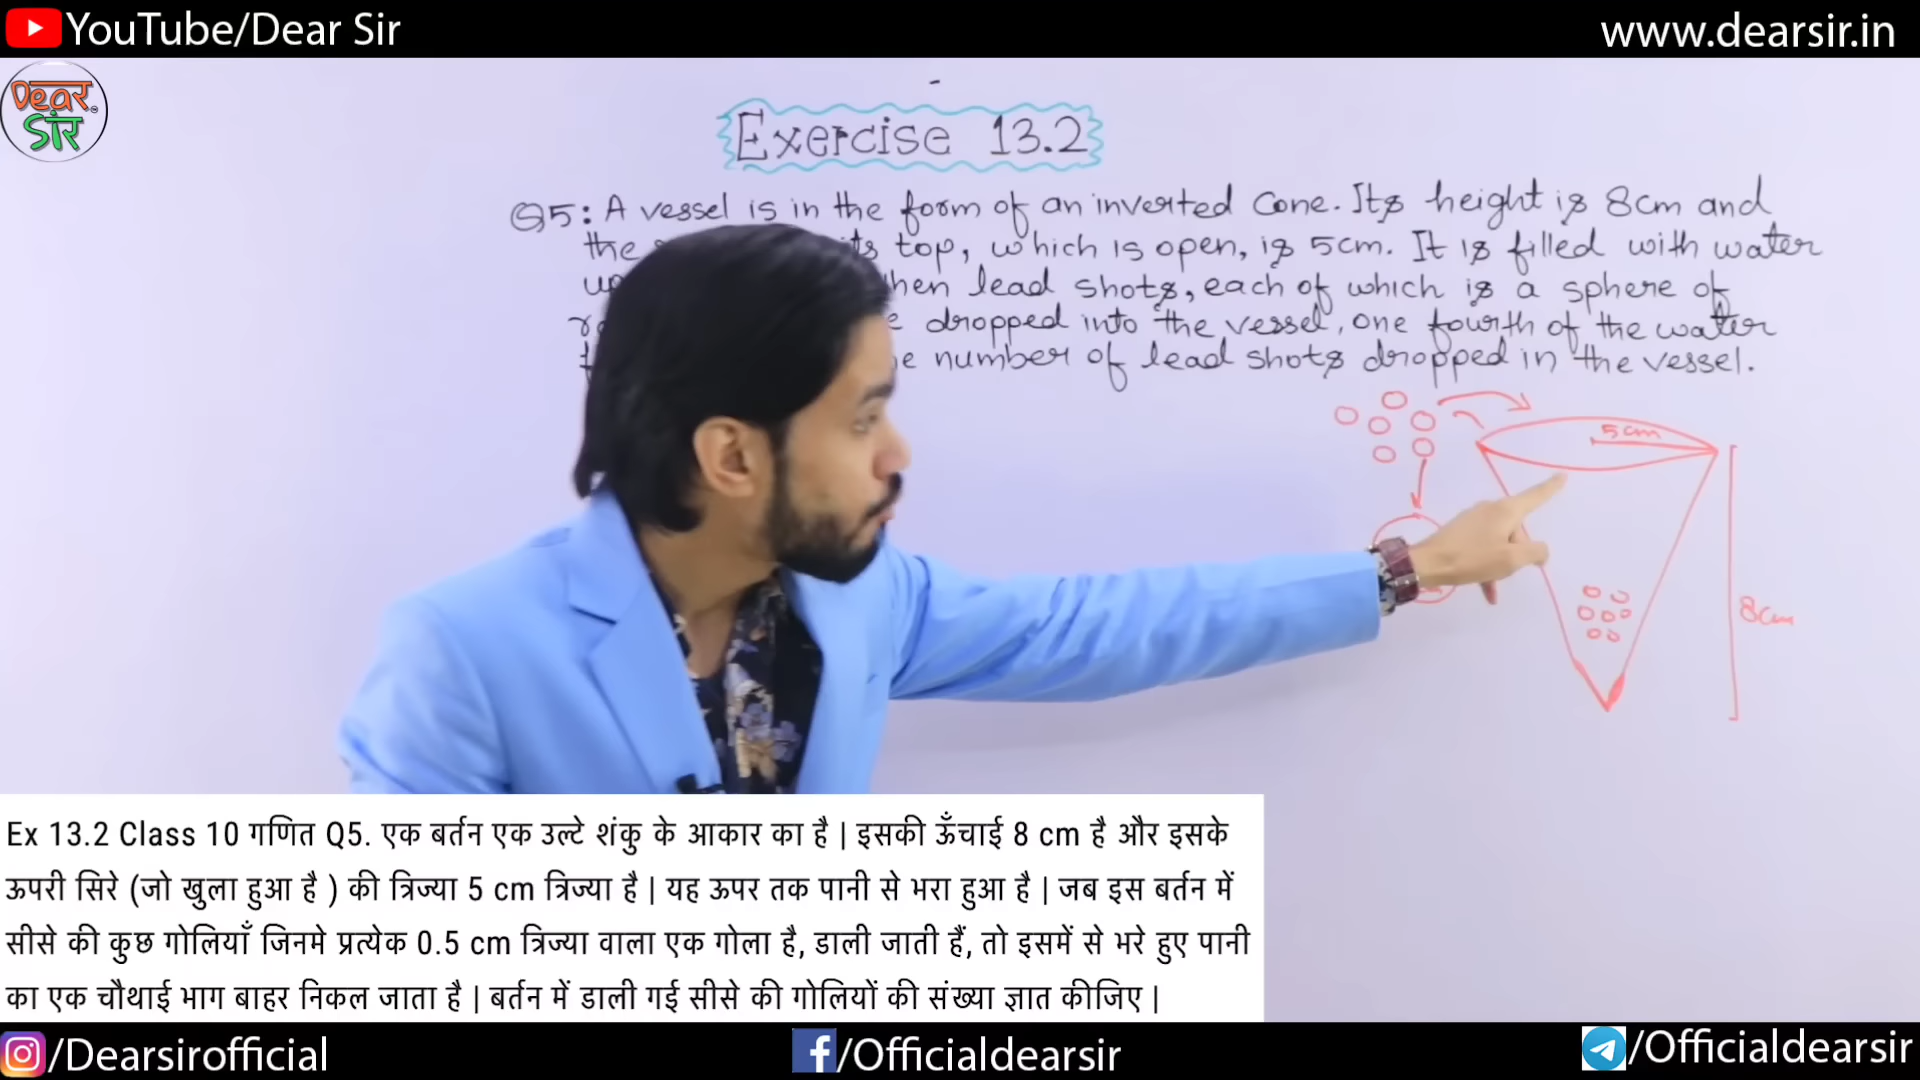 YouTube/Dear Sir
www.dearsir.in
Dear
सर
Exercise 13.2
Q5: A vessel is in the form of an inverted Cone. Its height is 8cm and
the its top, which is open, is 5cm. It is filled with water
lead shots, each of which is a sphere of
dropped into the vessel, one fourth of the water
number of lead shots dropped in the vessel.
5cm
8cm
Ex 13.2 Class 10 गणित Q5. एक बर्तन एक उल्टे शंकु के आकार का है | इसकी ऊँचाई 8 cm है और इसके
ऊपरी सिरे (जो खुला हुआ है ) की त्रिज्या 5 cm त्रिज्या है | यह ऊपर तक पानी से भरा हुआ है | जब इस बर्तन में
सीसे की कुछ गोलियाँ जिनमे प्रत्येक 0.5 cm त्रिज्या वाला एक गोला है, डाली जाती हैं, तो इसमें से भरे हुए पानी
का एक चौथाई भाग बाहर निकल जाता है | बर्तन में डाली गई सीसे की गोलियों की संख्या ज्ञात कीजिए |
/Dearsirofficial
/Officialdearsir
/Officialdearsir